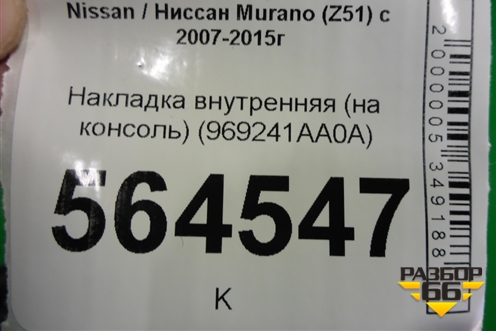 Nissan / Ниссан Murano (Z51) с
2007-2015г
Накладка внутренняя (на
консоль) (969241AA0A)
564547
К
2000005349188
РАЗБОР
66